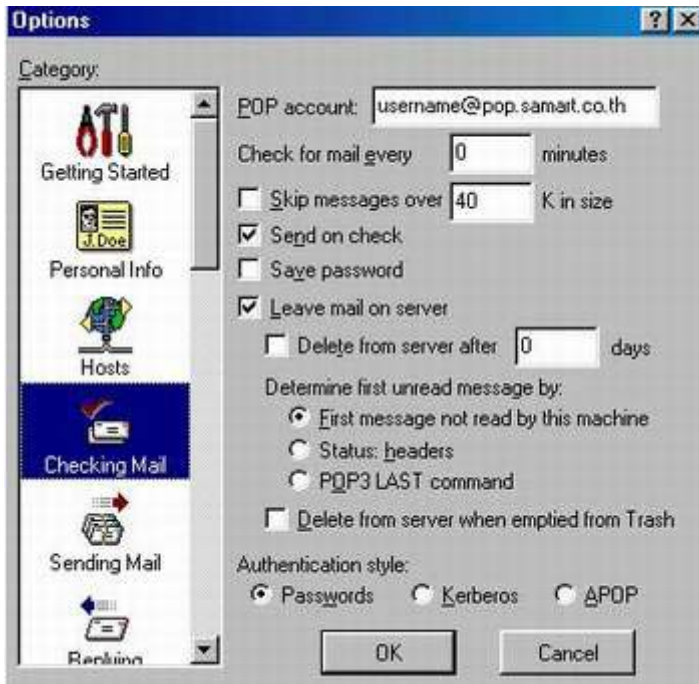 Options
Category:
Getting Started
J.Doe
Personal Info
Hosts
Checking Mail
Sending Mail
Replying
POP account: username@pop.samart.co.th
Check for mail every 0 minutes
Skip messages over 40 K in size
Send on check
Save password
Leave mail on server
Delete from server after 0 days
Determine first unread message by:
First message not read by this machine
Status: headers
POP3 LAST command
Delete from server when emptied from Trash
Authentication style:
Passwords Kerberos APOP
OK Cancel